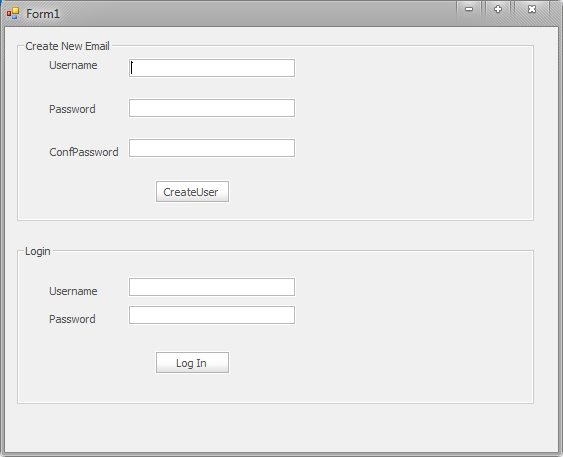 Form1
Create New Email
Username
Password
ConfPassword
CreateUser
Login
Username
Password
Log In